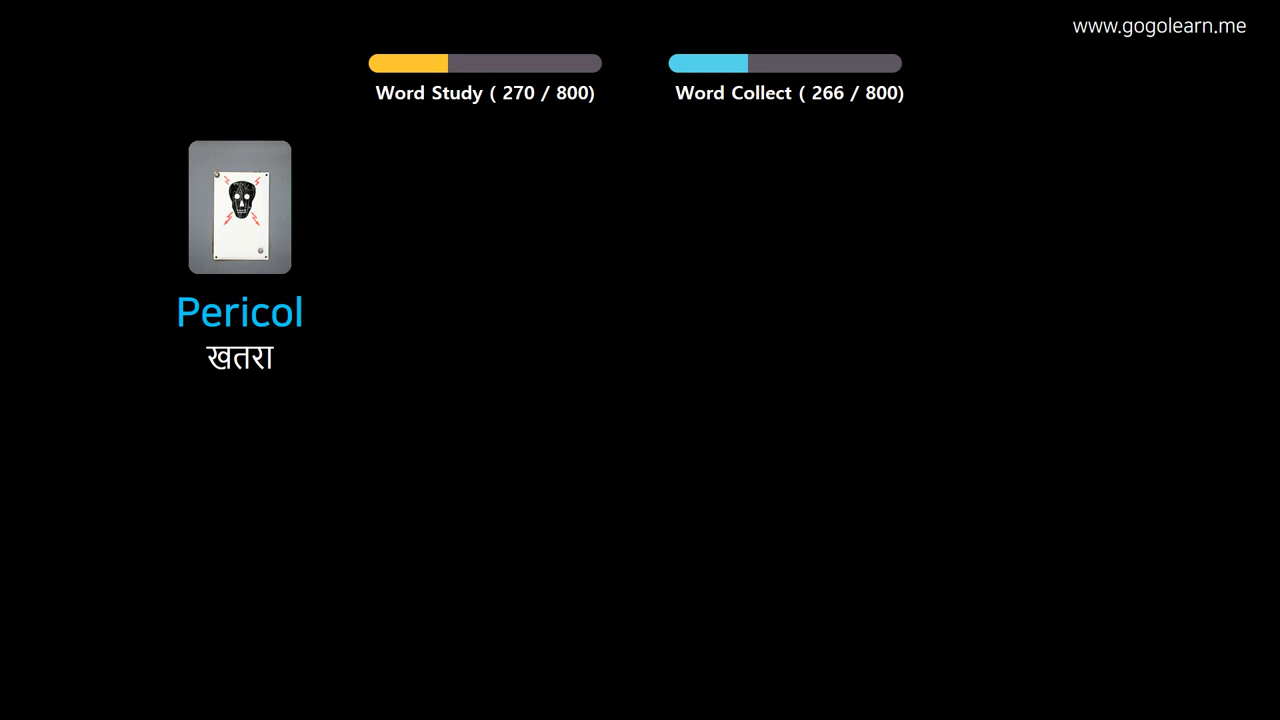 www.gogolearn.me
Word Study ( 270 / 800)
Word Collect ( 266 / 800)
Pericol
खतरा